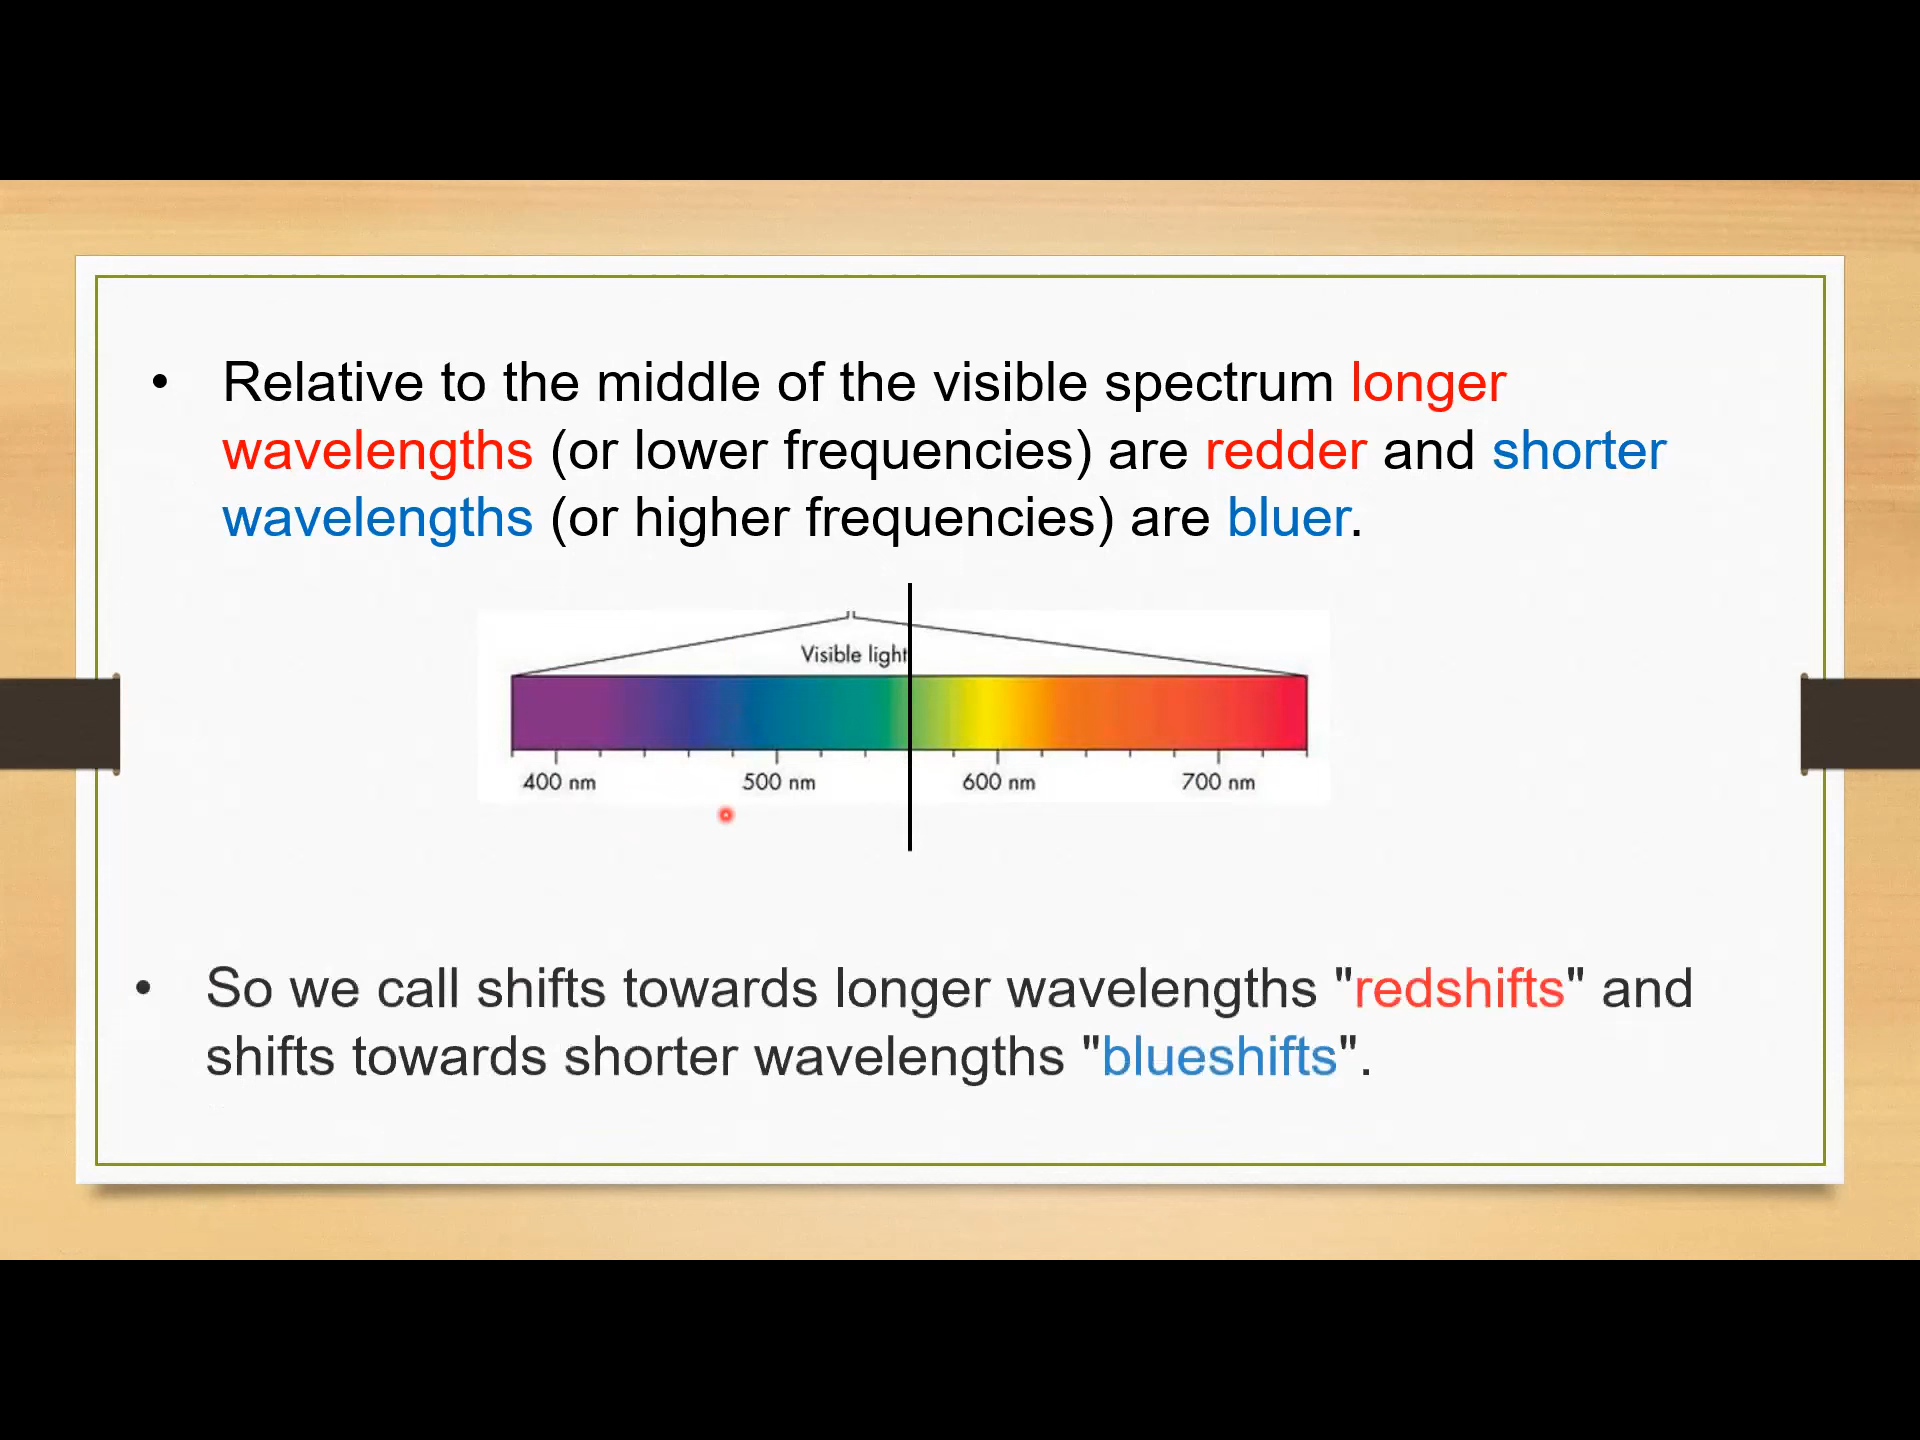 • Relative to the middle of the visible spectrum longer
wavelengths (or lower frequencies) are redder and shorter
wavelengths (or higher frequencies) are bluer.
Visible light
400 nm 500 nm 600 nm 700 nm
• So we call shifts towards longer wavelengths "redshifts" and
shifts towards shorter wavelengths "blueshifts".